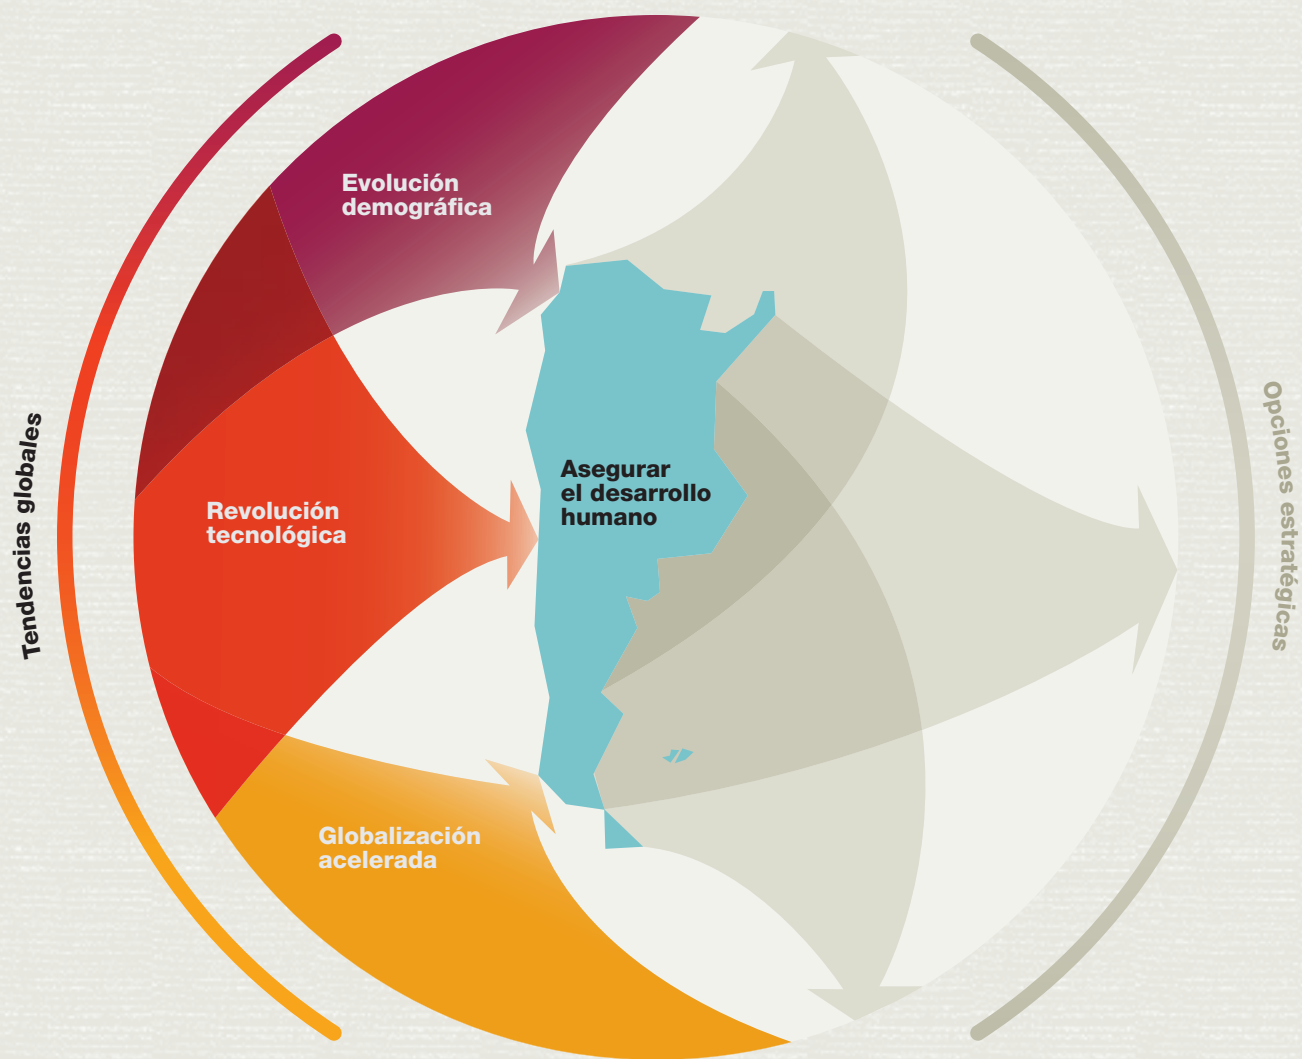 Tendencias globales
Evolución
demográfica
Revolución
tecnológica
Globalización
acelerada
Asegurar
el desarrollo
humano
Opciones estratégicas